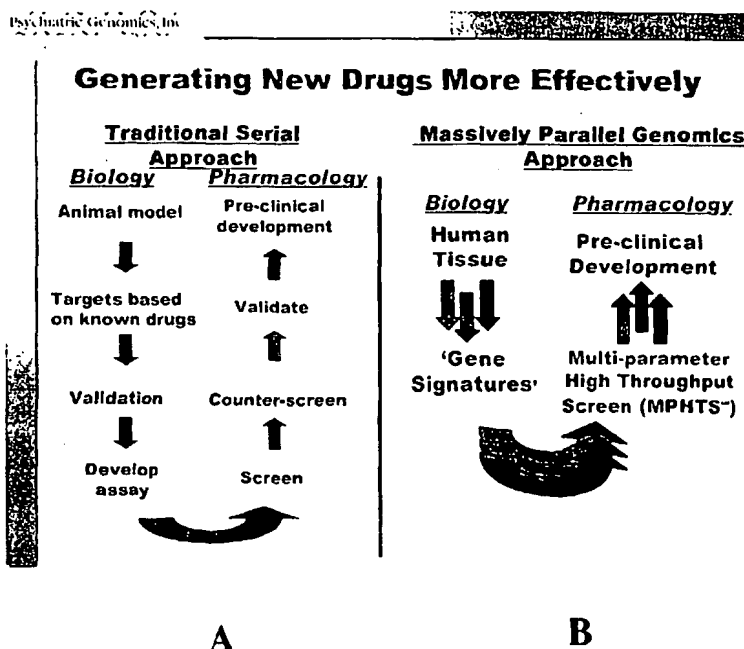 Psychiatric Genomics, Inc
Generating New Drugs More Effectively
Traditional Serial
Approach
Biology Pharmacology
Animal model
Pre-clinical
development
Targets based
on known drugs
Validate
Validation
Counter-screen
Develop
assay
Screen
Massively Parallel Genomics
Approach
Biology Pharmacology
Human
Tissue
Pre-clinical
Development
'Gene
Signatures'
Multi-parameter
High Throughput
Screen (MPHTS℠)
A
B